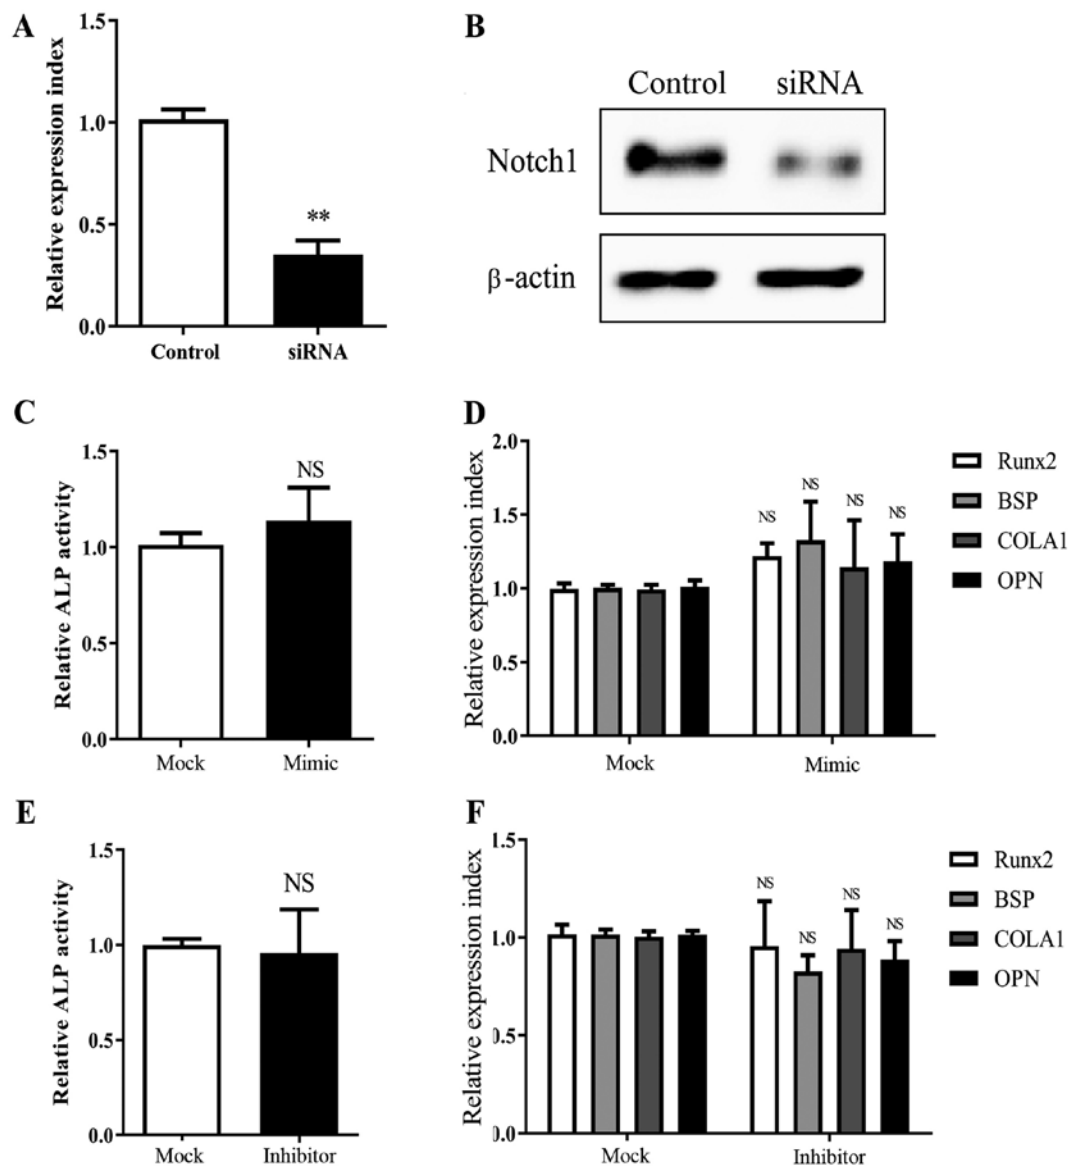 A
Relative expression index
1.5
1.0
0.5
0.0
**
Control
siRNA
B
Control siRNA
Notch1
β-actin
C
Relative ALP activity
1.5
1.0
0.5
0.0
NS
Mock
Mimic
D
Relative expression index
2.0
1.5
1.0
0.5
0.0
NS
NS
NS
NS
Mock
Mimic
Runx2
BSP
COLA1
OPN
E
Relative ALP activity
1.5
1.0
0.5
0.0
NS
Mock
Inhibitor
F
Relative expression index
1.5
1.0
0.5
0.0
NS
NS
NS
NS
Mock
Inhibitor
Runx2
BSP
COLA1
OPN